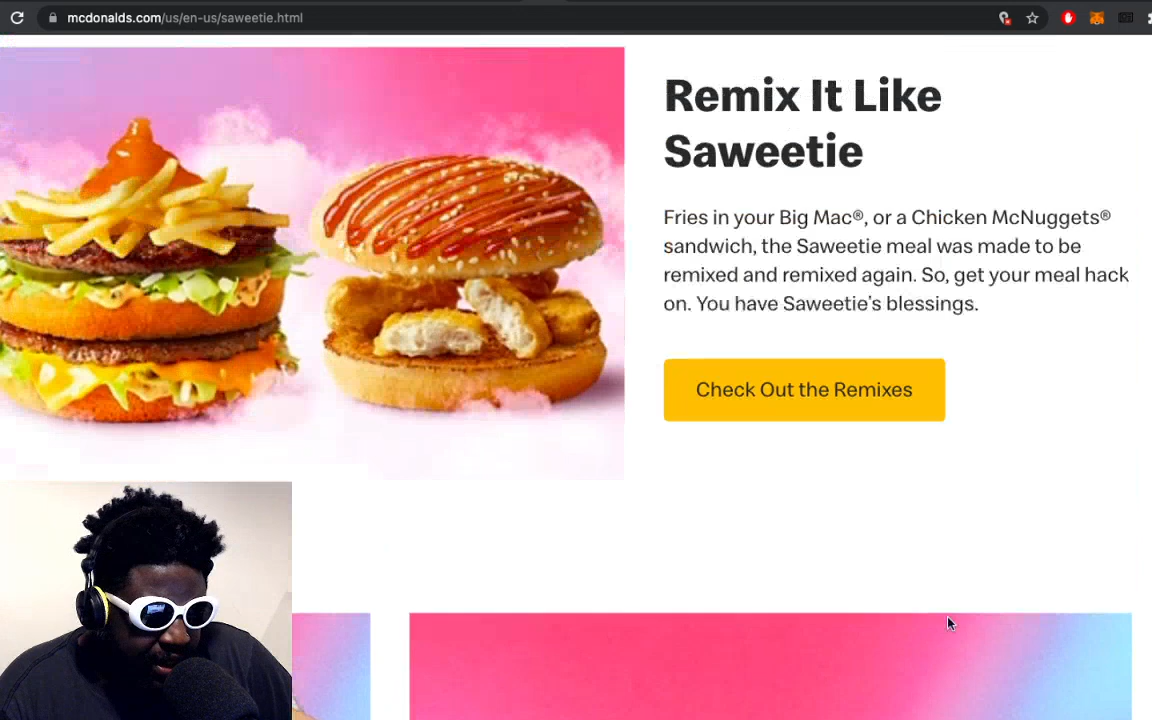 mcdonalds.com/us/en-us/saweetie.html
Remix It Like
Saweetie
Fries in your Big Mac®, or a Chicken McNuggets®
sandwich, the Saweetie meal was made to be
remixed and remixed again. So, get your meal hack
on. You have Saweetie's blessings.
Check Out the Remixes